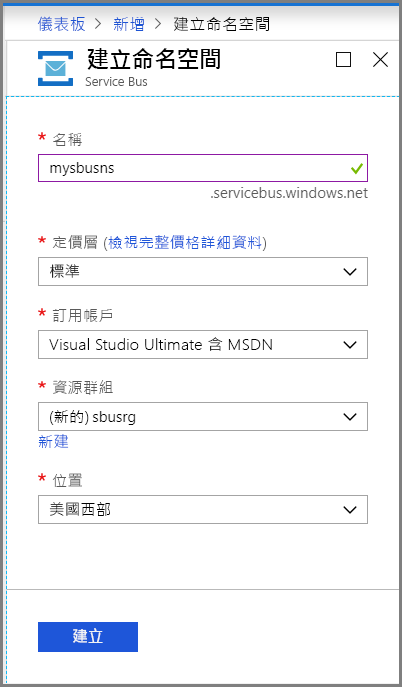 儀表板 > 新增 > 建立命名空間
建立命名空間
Service Bus
* 名稱
mysbusns
.servicebus.windows.net
* 定價層 (檢視完整價格詳細資料)
標準
* 訂用帳戶
Visual Studio Ultimate 含 MSDN
* 資源群組
(新的) sbusrg
新建
* 位置
美國西部
建立